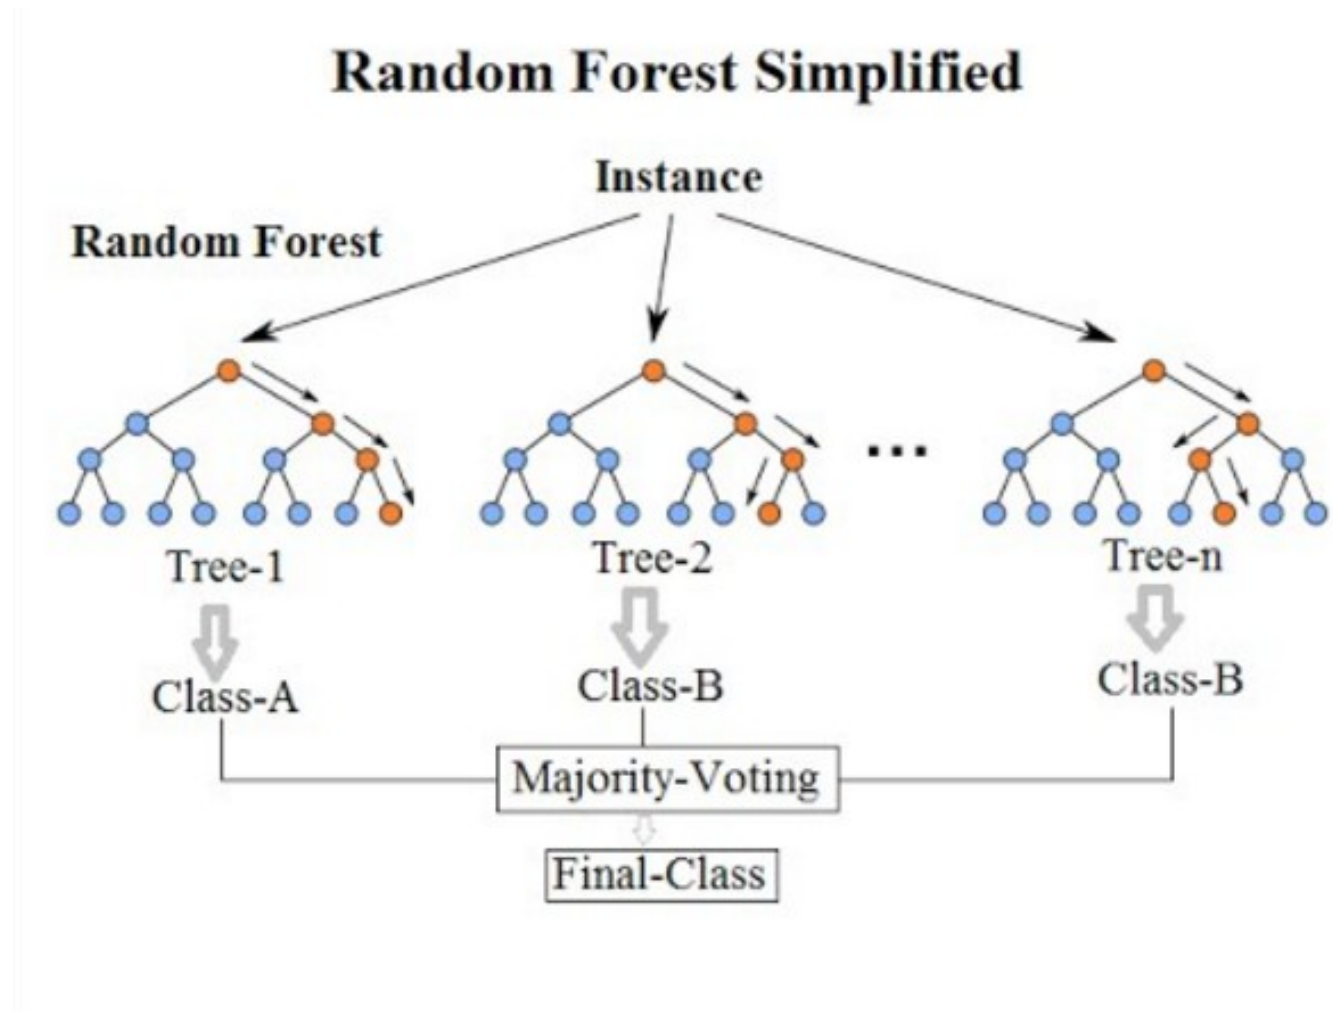 Random Forest Simplified
Instance
Random Forest
...
Tree-1
Tree-2
Tree-n
Class-A
Class-B
Class-B
Majority-Voting
Final-Class